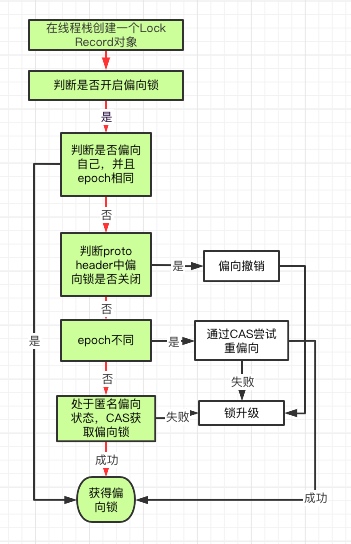 在线程栈创建一个Lock
Record对象
判断是否开启偏向锁
是
判断是否偏向
自己，并且
epoch相同
否
判断proto
header中偏
向锁是否关闭
是
偏向撤销
否
是
epoch不同
是
通过CAS尝试
重偏向
否
失败
处于匿名偏向
状态，CAS获
取偏向锁
失败
锁升级
成功
获得偏
向锁
成功